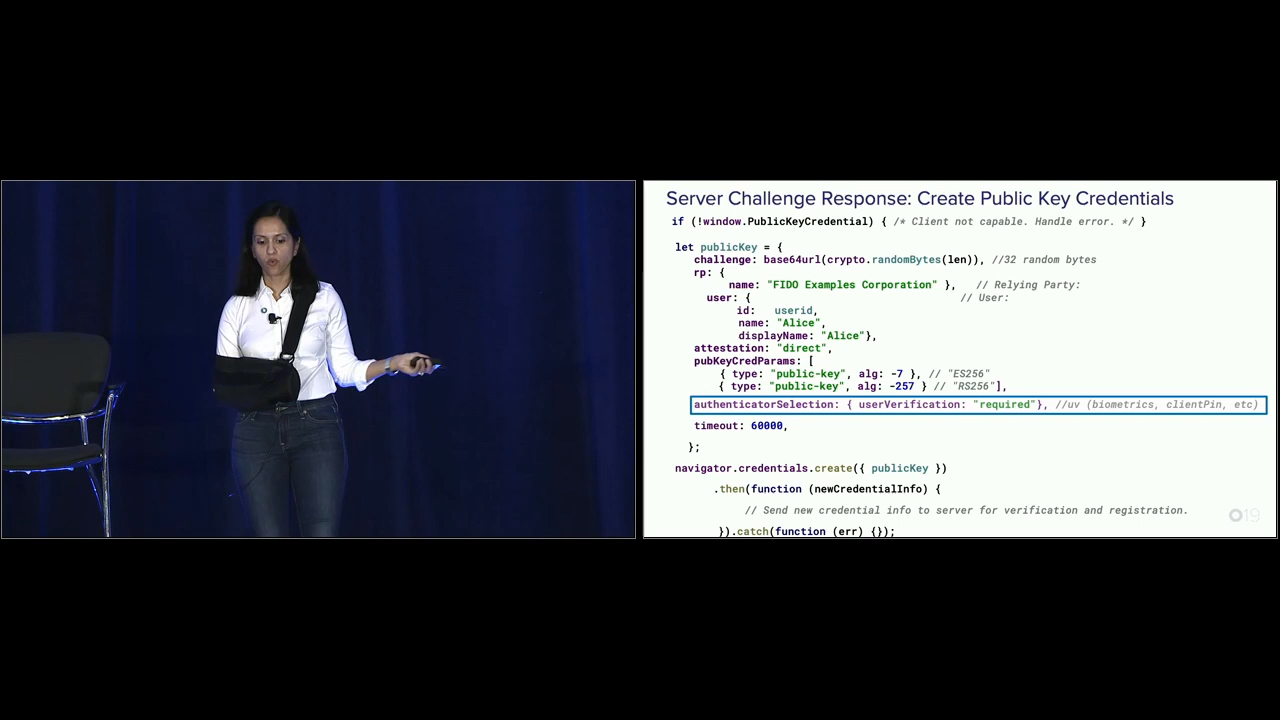 Server Challenge Response: Create Public Key Credentials
if (!window.PublicKeyCredential) { /* Client not capable. Handle error. */ }
let publicKey = {
challenge: base64url(crypto.randomBytes(len)), //32 random bytes
rp: {
name: "FIDO Examples Corporation" }, // Relying Party:
user: { // User:
id: userid,
name: "Alice",
displayName: "Alice"},
attestation: "direct",
pubKeyCredParams: [
{ type: "public-key", alg: -7 }, // "ES256"
{ type: "public-key", alg: -257 } // "RS256"],
authenticatorSelection: { userVerification: "required"}, //uv (biometrics, clientPin, etc)
timeout: 60000,
};
navigator.credentials.create({ publicKey })
.then(function (newCredentialInfo) {
// Send new credential info to server for verification and registration.
}).catch(function (err) {});
O19